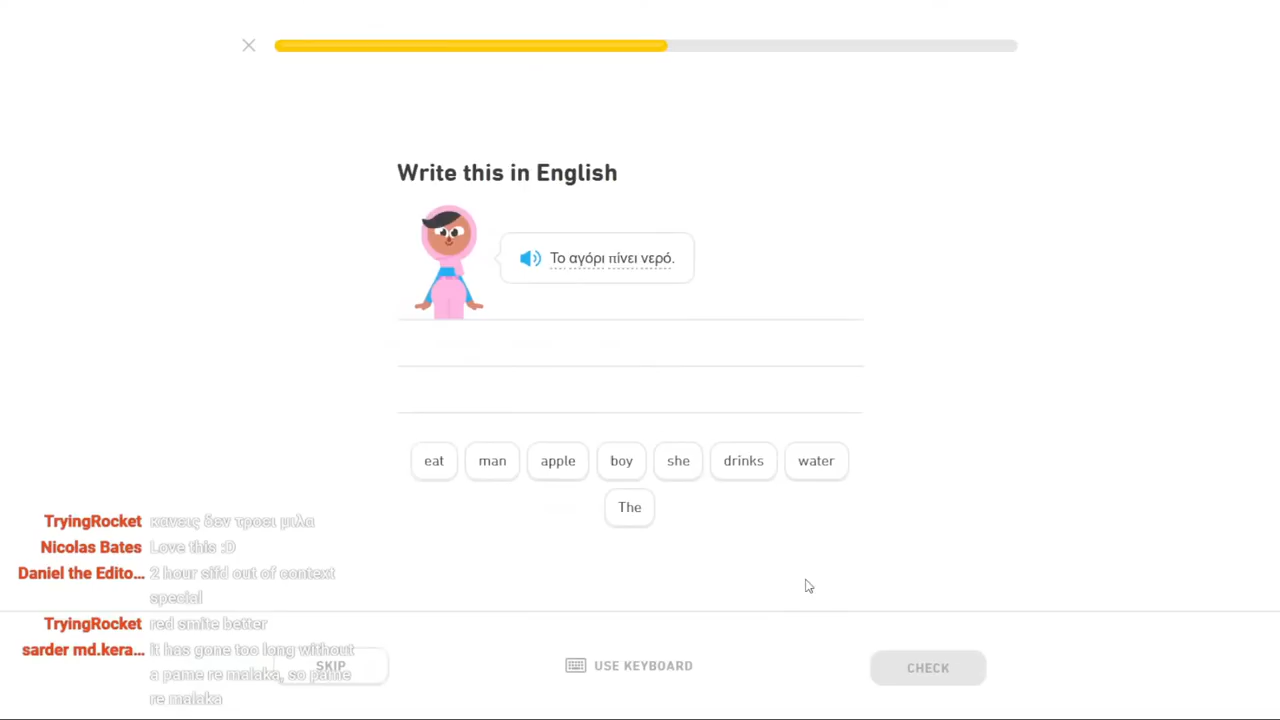 Write this in English
Το αγόρι πίνει νερό.
eat man apple boy she drinks water
The
TryingRocket κανεις δεν τροει μιλα
Nicolas Bates Love this :D
Daniel the Edito... 2 hour sifd out of context
special
TryingRocket red smite better
sarder md.kera... it has gone too long without
a pame re malaka, so pame
re malaka
SKIP
USE KEYBOARD
CHECK